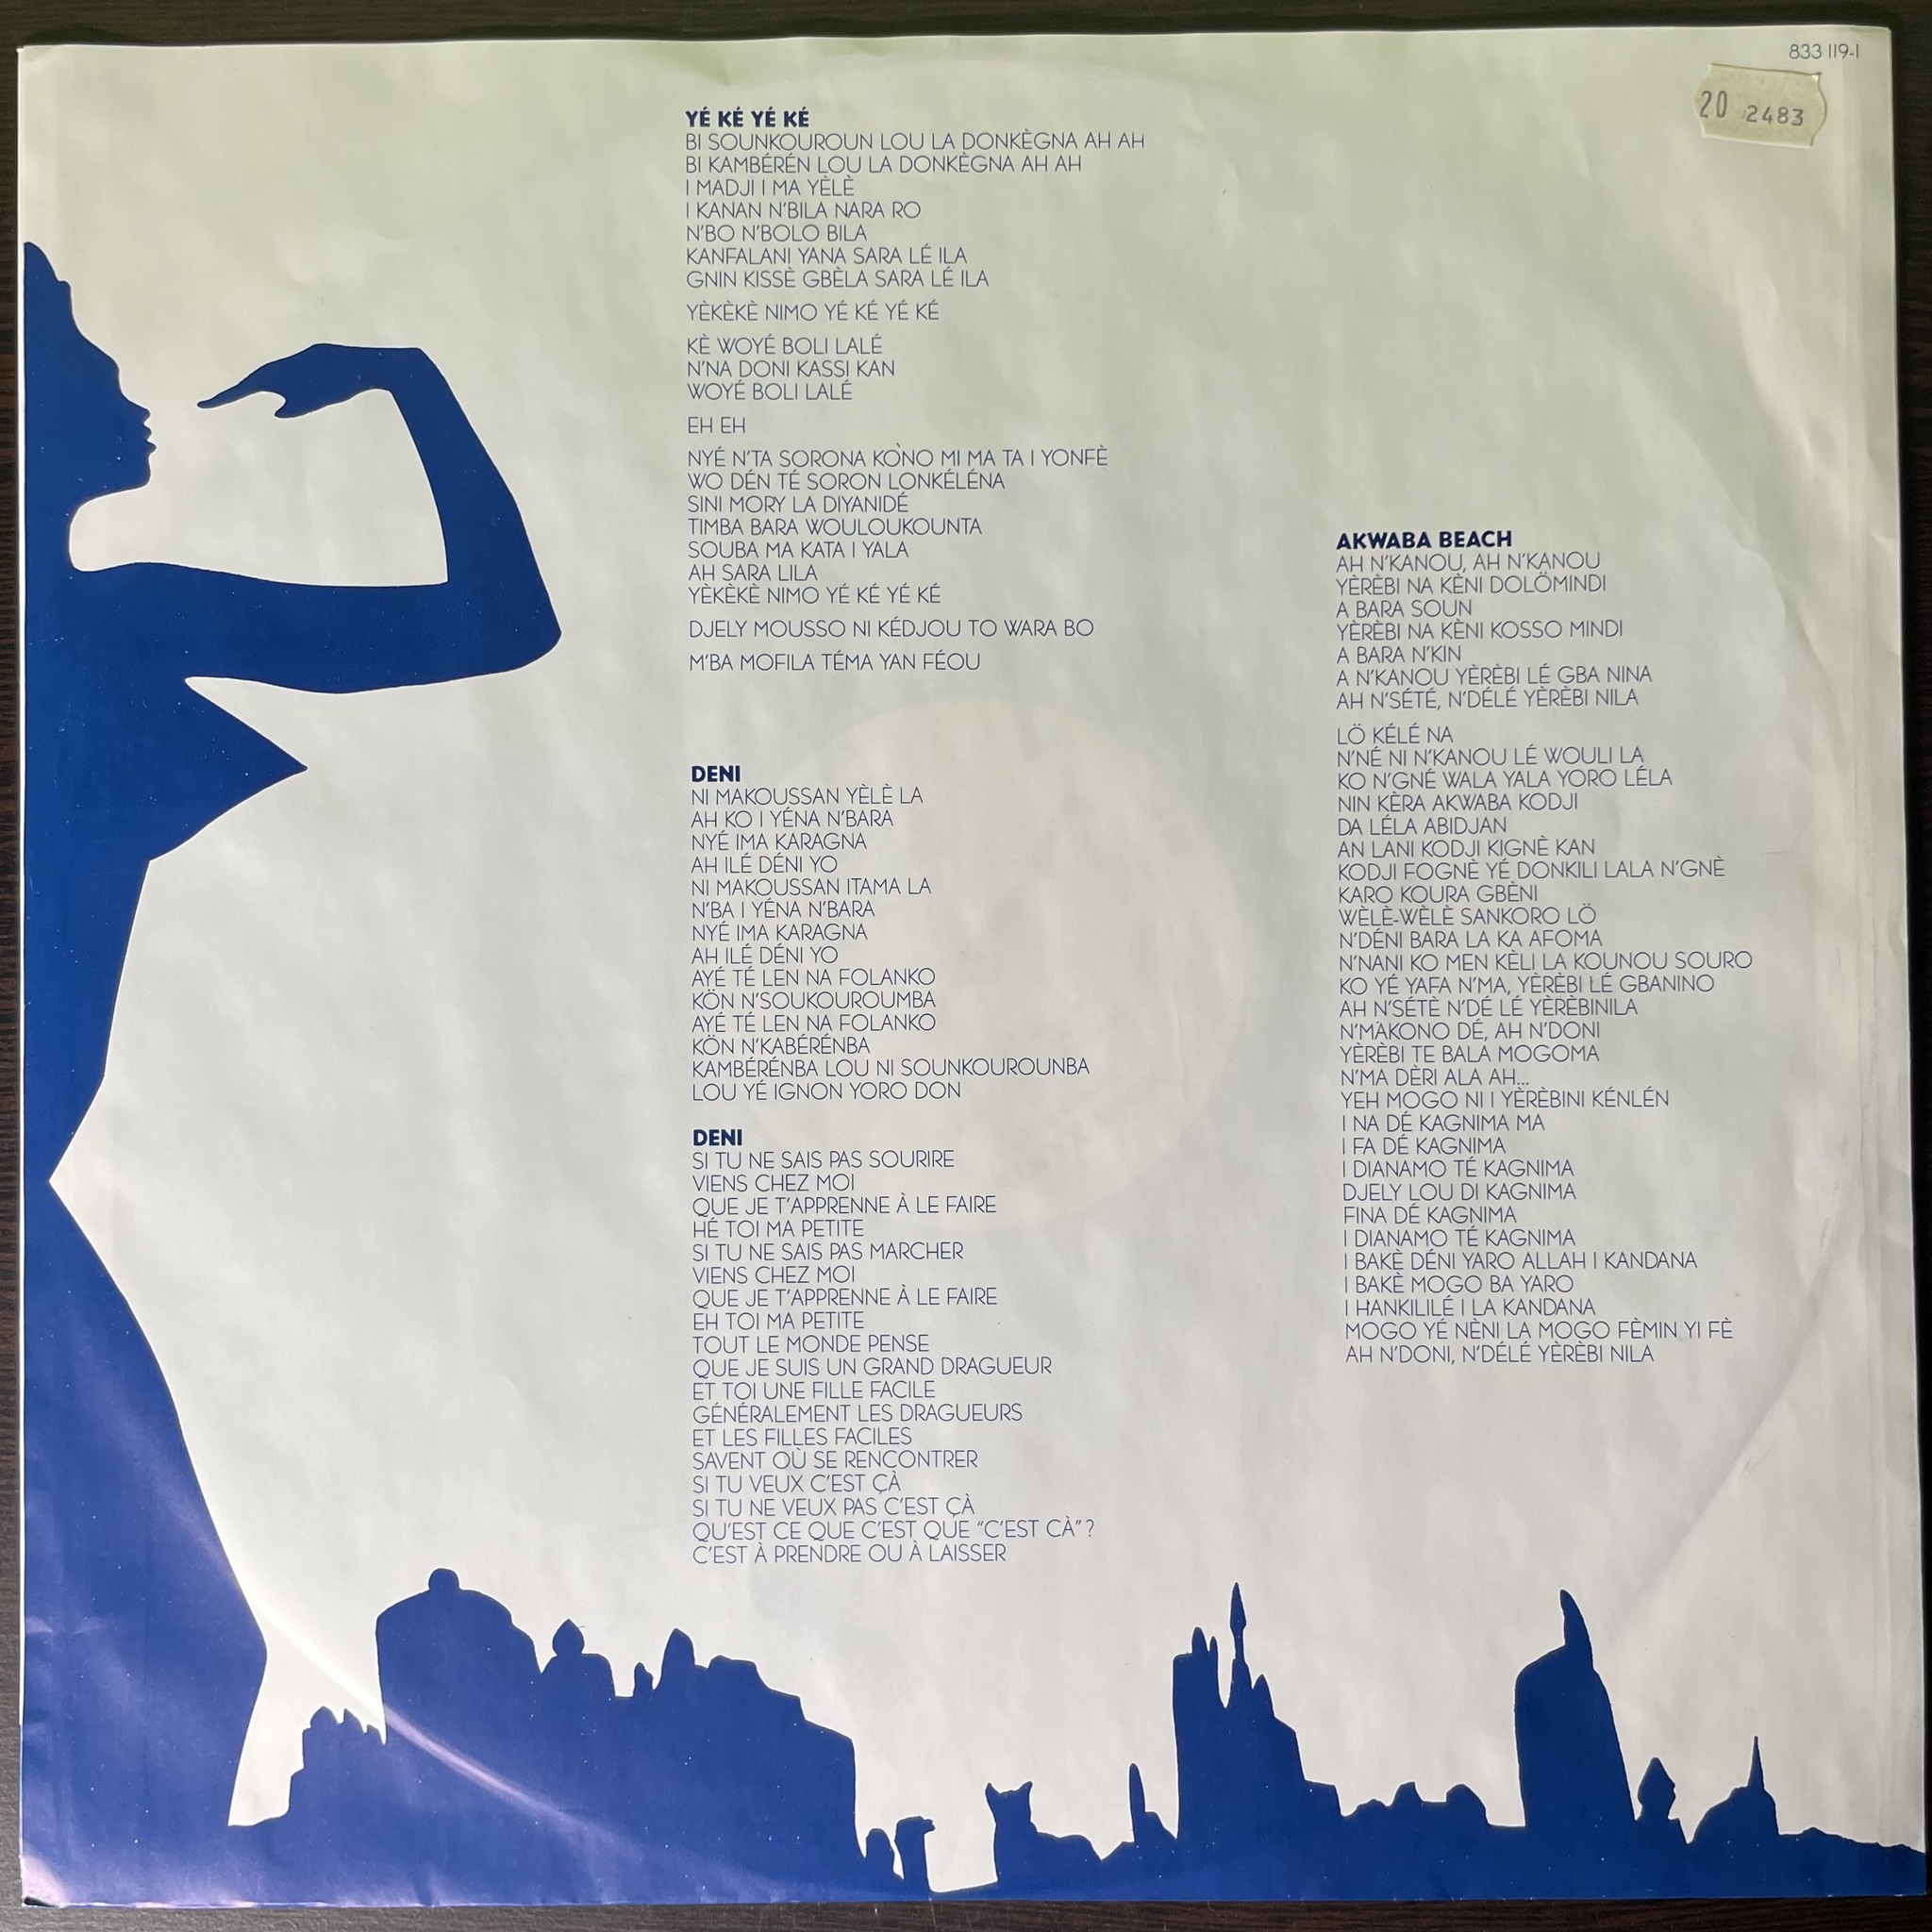 833 119-1
20 2483
YÉ KÉ YÉ KÉ
BI SOUNKOUROUN LOU LA DONKÈGNA AH AH
BI KAMBÉRÉN LOU LA DONKÈGNA AH AH
I MADJI I MA YÈLÈ
I KANAN N'BILA NARA RO
N'BO N'BOLO BILA
KANFALANI YANA SARA LÉ ILA
GNIN KISSÈ GBÈLA SARA LÉ ILA
YÈKÈKÈ NIMO YÉ KÉ YÉ KÉ
KÈ WOYÉ BOLI LALÉ
N'NA DONI KASSI KAN
WOYÉ BOLI LALÉ
EH EH
NYÉ N'TA SORONA KÒNO MI MA TA I YONFÈ
WO DÉN TÉ SORON LONKÉLÉNA
SINI MORY LA DIYANIDÉ
TIMBA BARA WOULOUKOUNTA
SOUBA MA KATA I YALA
AH SARA LILA
YÈKÈKÈ NIMO YÉ KÉ YÉ KÉ
DJELY MOUSSO NI KÉDJOU TO WARA BO
M'BA MOFILA TÉMA YAN FÉOU
DENI
NI MAKOUSSAN YÈLÈ LA
AH KO I YÉNA N'BARA
NYÉ IMA KARAGNA
AH ILÉ DÉNI YO
NI MAKOUSSAN ITAMA LA
N'BA I YÉNA N'BARA
NYÉ IMA KARAGNA
AH ILÉ DÉNI YO
AYÉ TÉ LEN NA FOLANKO
KÖN N'SOUKOUROUMBA
AYÉ TÉ LEN NA FOLANKO
KÖN N'KABÉRÉNBA
KAMBÉRÉNBA LOU NI SOUNKOUROUNBA
LOU YÉ IGNON YORO DON
DENI
SI TU NE SAIS PAS SOURIRE
VIENS CHEZ MOI
QUE JE T'APPRENNE À LE FAIRE
HÉ TOI MA PETITE
SI TU NE SAIS PAS MARCHER
VIENS CHEZ MOI
QUE JE T'APPRENNE À LE FAIRE
EH TOI MA PETITE
TOUT LE MONDE PENSE
QUE JE SUIS UN GRAND DRAGUEUR
ET TOI UNE FILLE FACILE
GÉNÉRALEMENT LES DRAGUEURS
ET LES FILLES FACILES
SAVENT OÙ SE RENCONTRER
SI TU VEUX C'EST ÇÀ
SI TU NE VEUX PAS C'EST ÇÀ
QU'EST CE QUE C'EST QUE "C'EST CÀ" ?
C'EST À PRENDRE OU À LAISSER
AKWABA BEACH
AH N'KANOU, AH N'KANOU
YÈRÈBI NA KÈNI DOLÖMINDI
A BARA SOUN
YÈRÈBI NA KÈNI KOSSO MINDI
A BARA N'KIN
A N'KANOU YÈRÈBI LÉ GBA NINA
AH N'SÉTÉ, N'DÉLÉ YÈRÈBI NILA
LÖ KÉLÉ NA
N'NÉ NI N'KANOU LÉ WOULI LA
KO N'GNÉ WALA YALA YORO LÉLA
NIN KÈRA AKWABA KODJI
DA LÉLA ABIDJAN
AN LANI KODJI KIGNÈ KAN
KODJI FOGNÈ YÉ DONKILI LALA N'GNÈ
KARO KOURA GBÈNI
WÈLÈ-WÈLÈ SANKORO LÖ
N'DÉNI BARA LA KA AFOMA
N'NANI KO MEN KÈLI LA KOUNOU SOURO
KO YÉ YAFA N'MA, YÈRÈBI LÉ GBANINO
AH N'SÉTÈ N'DÉ LÉ YÈRÈBINILA
N'MAKONO DÉ, AH N'DONI
YÈRÈBI TE BALA MOGOMA
N'MA DÈRI ALA AH...
YEH MOGO NI I YÈRÈBINI KÉNLÉN
I NA DÉ KAGNIMA MA
I FA DÉ KAGNIMA
I DIANAMO TÉ KAGNIMA
DJELY LOU DI KAGNIMA
FINA DÉ KAGNIMA
I DIANAMO TÉ KAGNIMA
I BAKÈ DÉNI YARO ALLAH I KANDANA
I BAKÈ MOGO BA YARO
I HANKILILÉ I LA KANDANA
MOGO YÉ NÈNI LA MOGO FÈMIN YI FÈ
AH N'DONI, N'DÉLÉ YÈRÈBI NILA